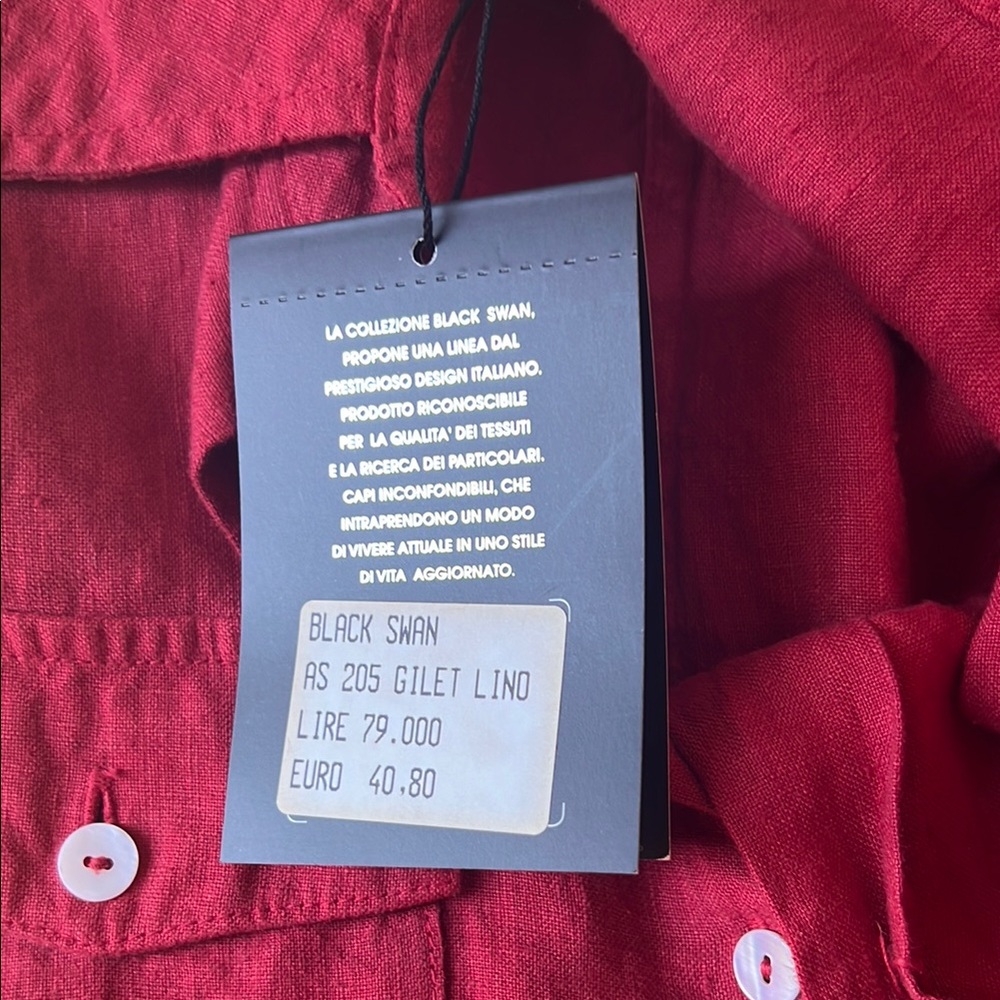 LA COLLEZIONE BLACK SWAN,
PROPONE UNA LINEA DAL
PRESTIGIOSO DESIGN ITALIANO.
PRODOTTO RICONOSCIBILE
PER LA QUALITA' DEI TESSUTI
E LA RICERCA DEI PARTICOLARI.
CAPI INCONFONDIBILI, CHE
INTRAPRENDONO UN MODO
DI VIVERE ATTUALE IN UNO STILE
DI VITA AGGIORNATO.
BLACK SWAN
AS 205 GILET LINO
LIRE 79.000
EURO 40,80